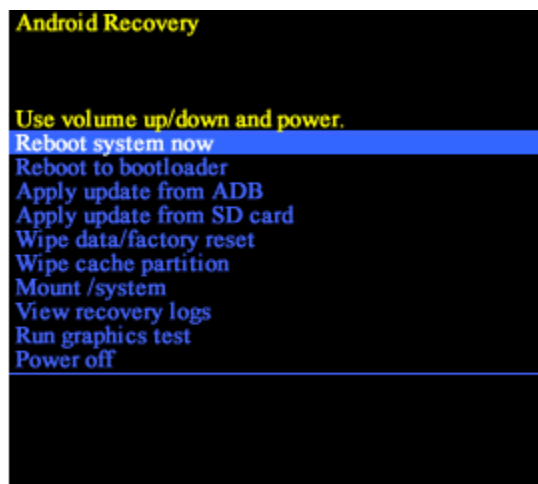 Android Recovery
Use volume up/down and power.
Reboot system now
Reboot to bootloader
Apply update from ADB
Apply update from SD card
Wipe data/factory reset
Wipe cache partition
Mount /system
View recovery logs
Run graphics test
Power off